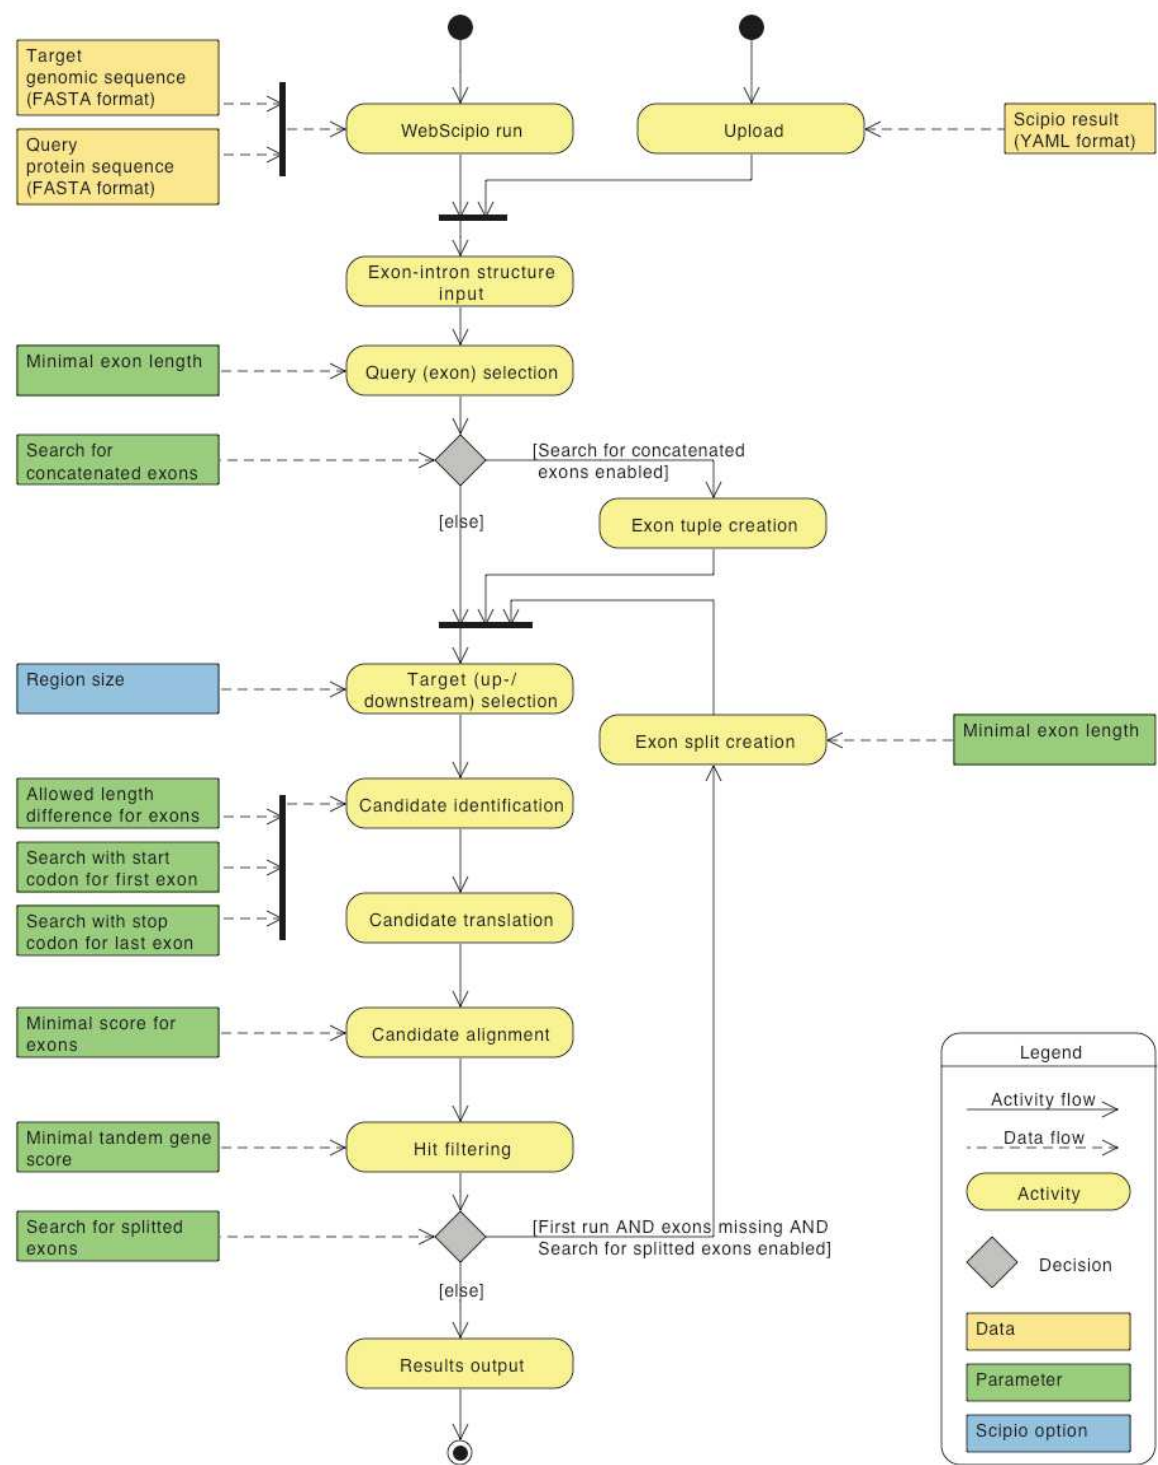 Target
genomic sequence
(FASTA format)
Query
protein sequence
(FASTA format)
WebScipio run
Upload
Scipio result
(YAML format)
Exon-intron structure
input
Minimal exon length
Query (exon) selection
Search for
concatenated exons
[Search for concatenated
exons enabled]
[else]
Exon tuple creation
Region size
Target (up-/
downstream) selection
Exon split creation
Minimal exon length
Allowed length
difference for exons
Candidate identification
Search with start
codon for first exon
Search with stop
codon for last exon
Candidate translation
Minimal score for
exons
Candidate alignment
Minimal tandem gene
score
Hit filtering
Search for splitted
exons
[First run AND exons missing AND
Search for splitted exons enabled]
[else]
Results output
Legend
Activity flow
Data flow
Activity
Decision
Data
Parameter
Scipio option